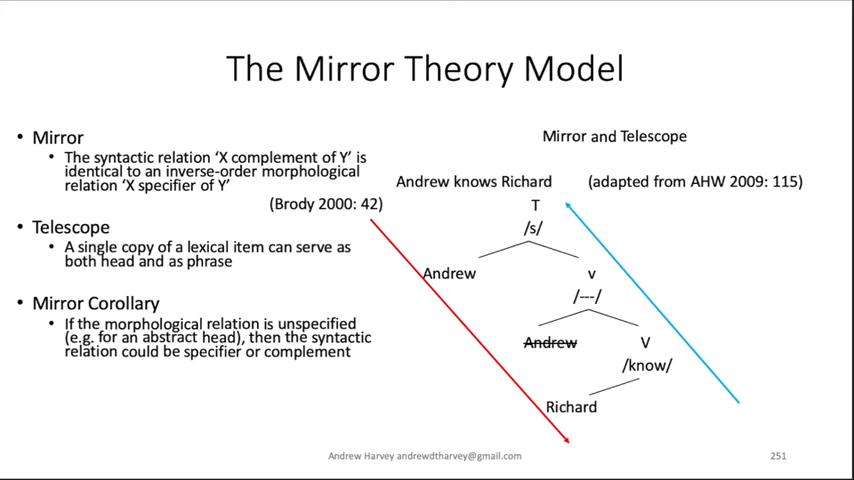 The Mirror Theory Model
• Mirror
• The syntactic relation ‘X complement of Y’ is
identical to an inverse-order morphological
relation ‘X specifier of Y’
(Brody 2000: 42)
• Telescope
• A single copy of a lexical item can serve as
both head and as phrase
• Mirror Corollary
• If the morphological relation is unspecified
(e.g. for an abstract head), then the syntactic
relation could be specifier or complement
Mirror and Telescope
Andrew knows Richard (adapted from AHW 2009: 115)
T
/s/
Andrew v
/---/
Andrew V
/know/
Richard
Andrew Harvey andrewdtharvey@gmail.com 251